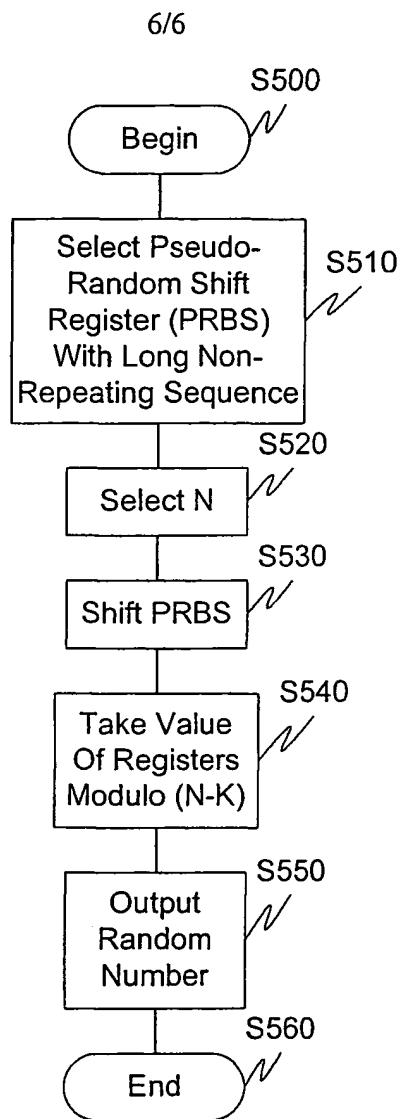 6/6
S500
Begin
Select Pseudo-
Random Shift
Register (PRBS)
With Long Non-
Repeating Sequence
S510
S520
Select N
S530
Shift PRBS
S540
Take Value
Of Registers
Modulo (N-K)
S550
Output
Random
Number
S560
End